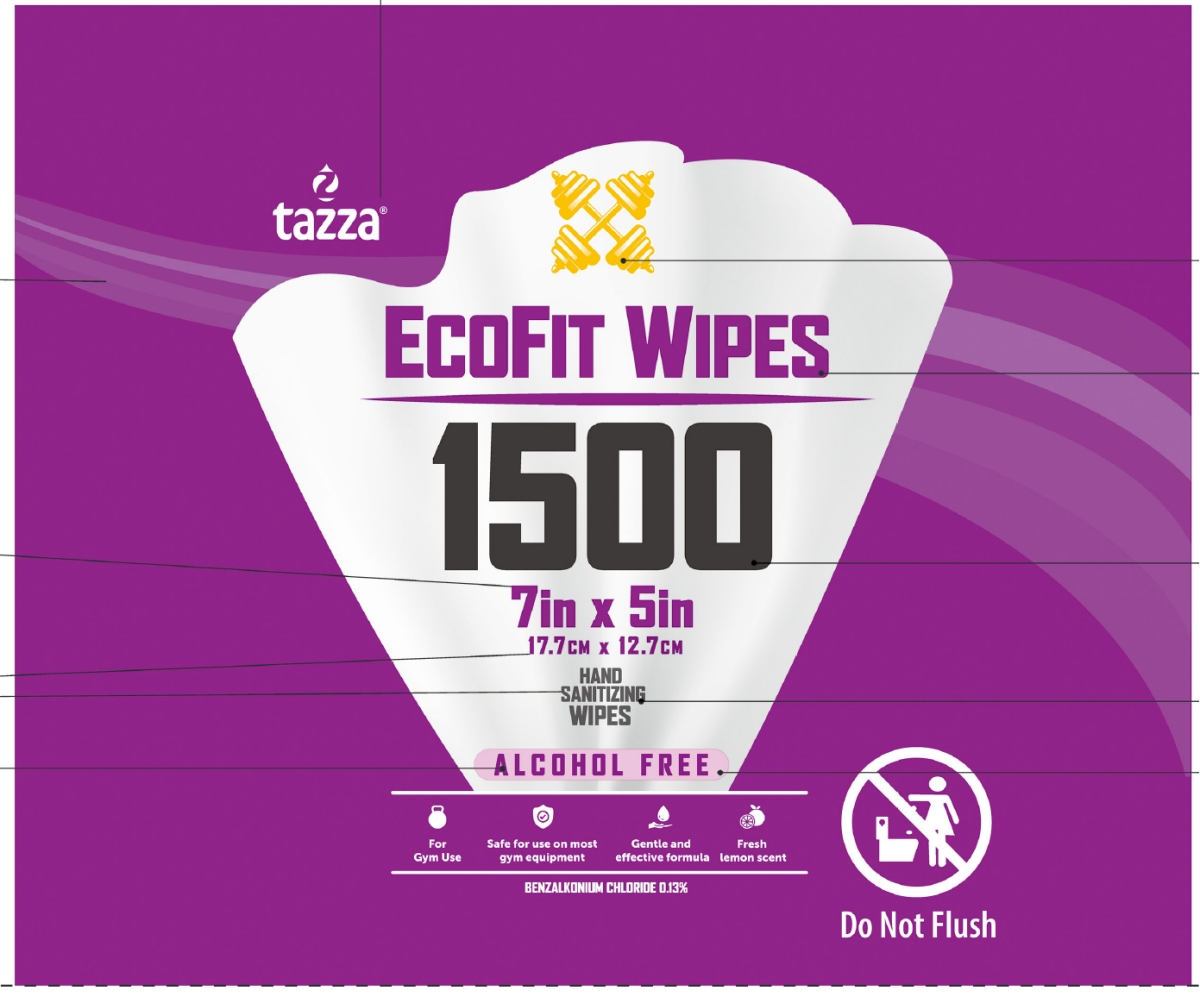 tazza®
EcoFit Wipes
1500
7in x 5in
17.7cm x 12.7cm
HAND
SANITIZING
WIPES
ALCOHOL FREE
For
Gym Use
Safe for use on most
gym equipment
Gentle and
effective formula
Fresh
lemon scent
BENZALKONIUM CHLORIDE 0.13%
Do Not Flush